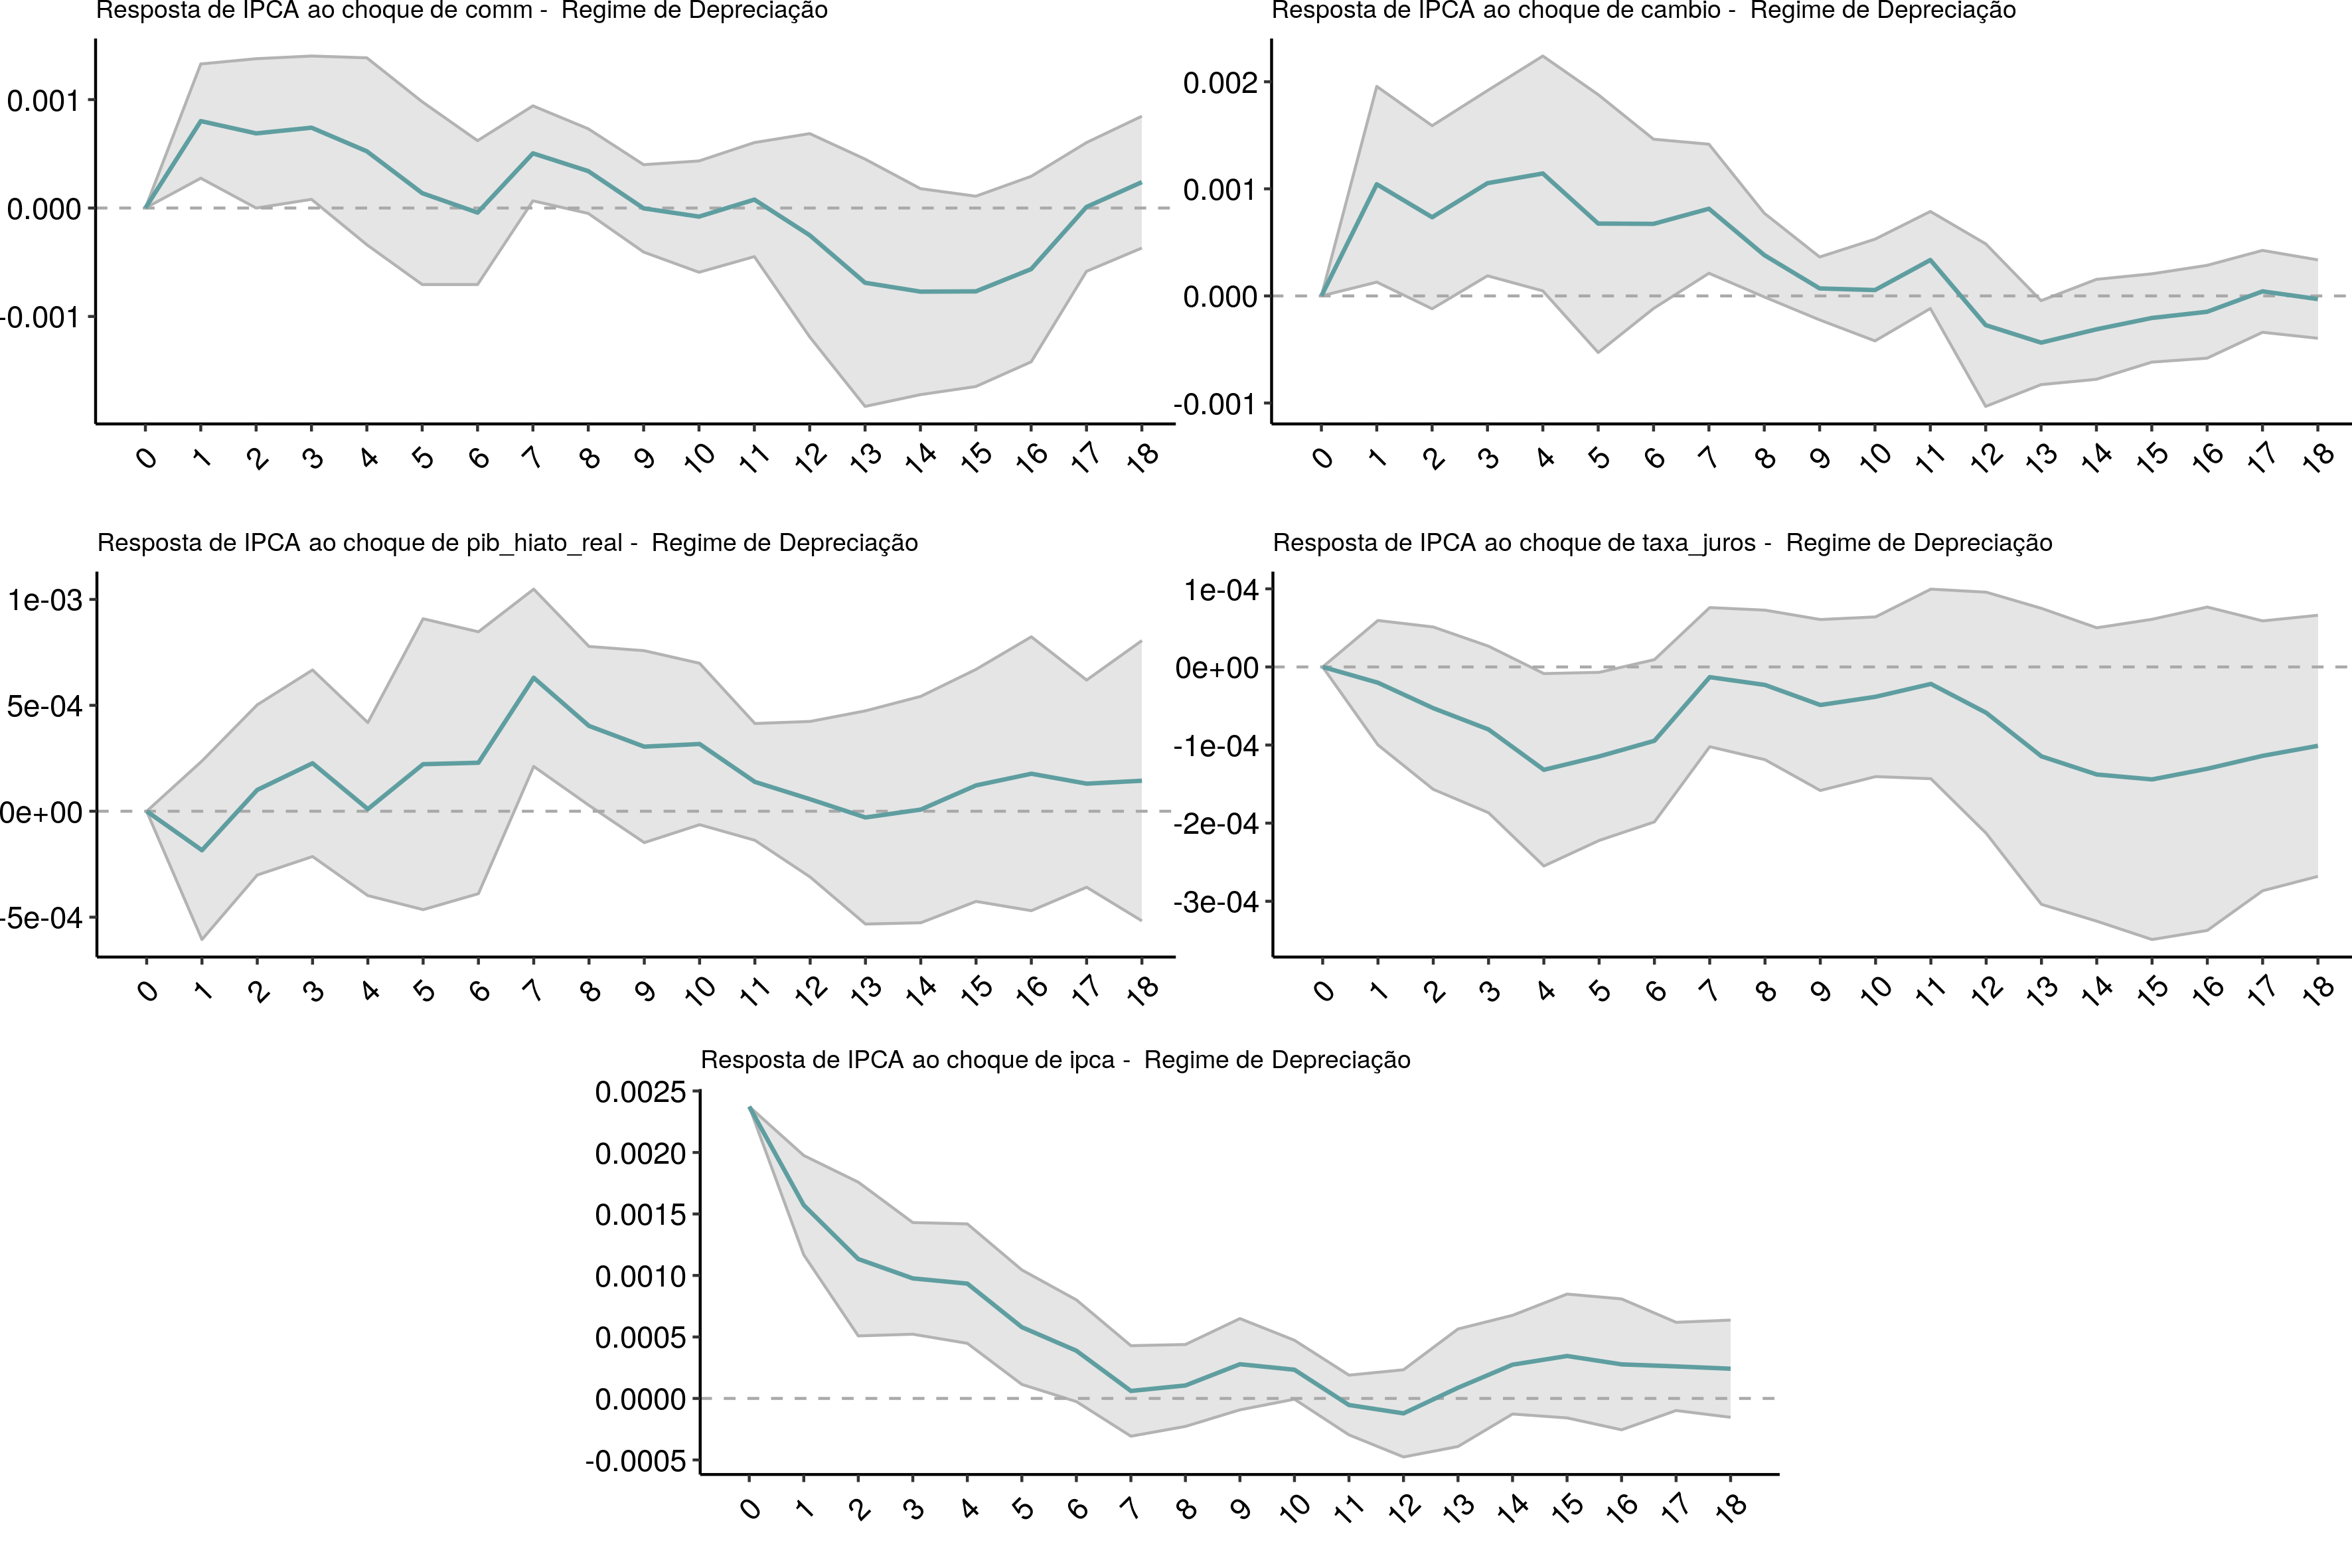 Resposta de IPCA ao choque de comm -  Regime de Depreciação
0.001
0.000
-0.001
0 1 2 3 4 5 6 7 8 9 10 11 12 13 14 15 16 17 18
Resposta de IPCA ao choque de cambio -  Regime de Depreciação
0.002
0.001
0.000
-0.001
0 1 2 3 4 5 6 7 8 9 10 11 12 13 14 15 16 17 18
Resposta de IPCA ao choque de pib_hiato_real -  Regime de Depreciação
1e-03
5e-04
0e+00
-5e-04
0 1 2 3 4 5 6 7 8 9 10 11 12 13 14 15 16 17 18
Resposta de IPCA ao choque de taxa_juros -  Regime de Depreciação
1e-04
0e+00
-1e-04
-2e-04
-3e-04
0 1 2 3 4 5 6 7 8 9 10 11 12 13 14 15 16 17 18
Resposta de IPCA ao choque de ipca -  Regime de Depreciação
0.0025
0.0020
0.0015
0.0010
0.0005
0.0000
-0.0005
0 1 2 3 4 5 6 7 8 9 10 11 12 13 14 15 16 17 18